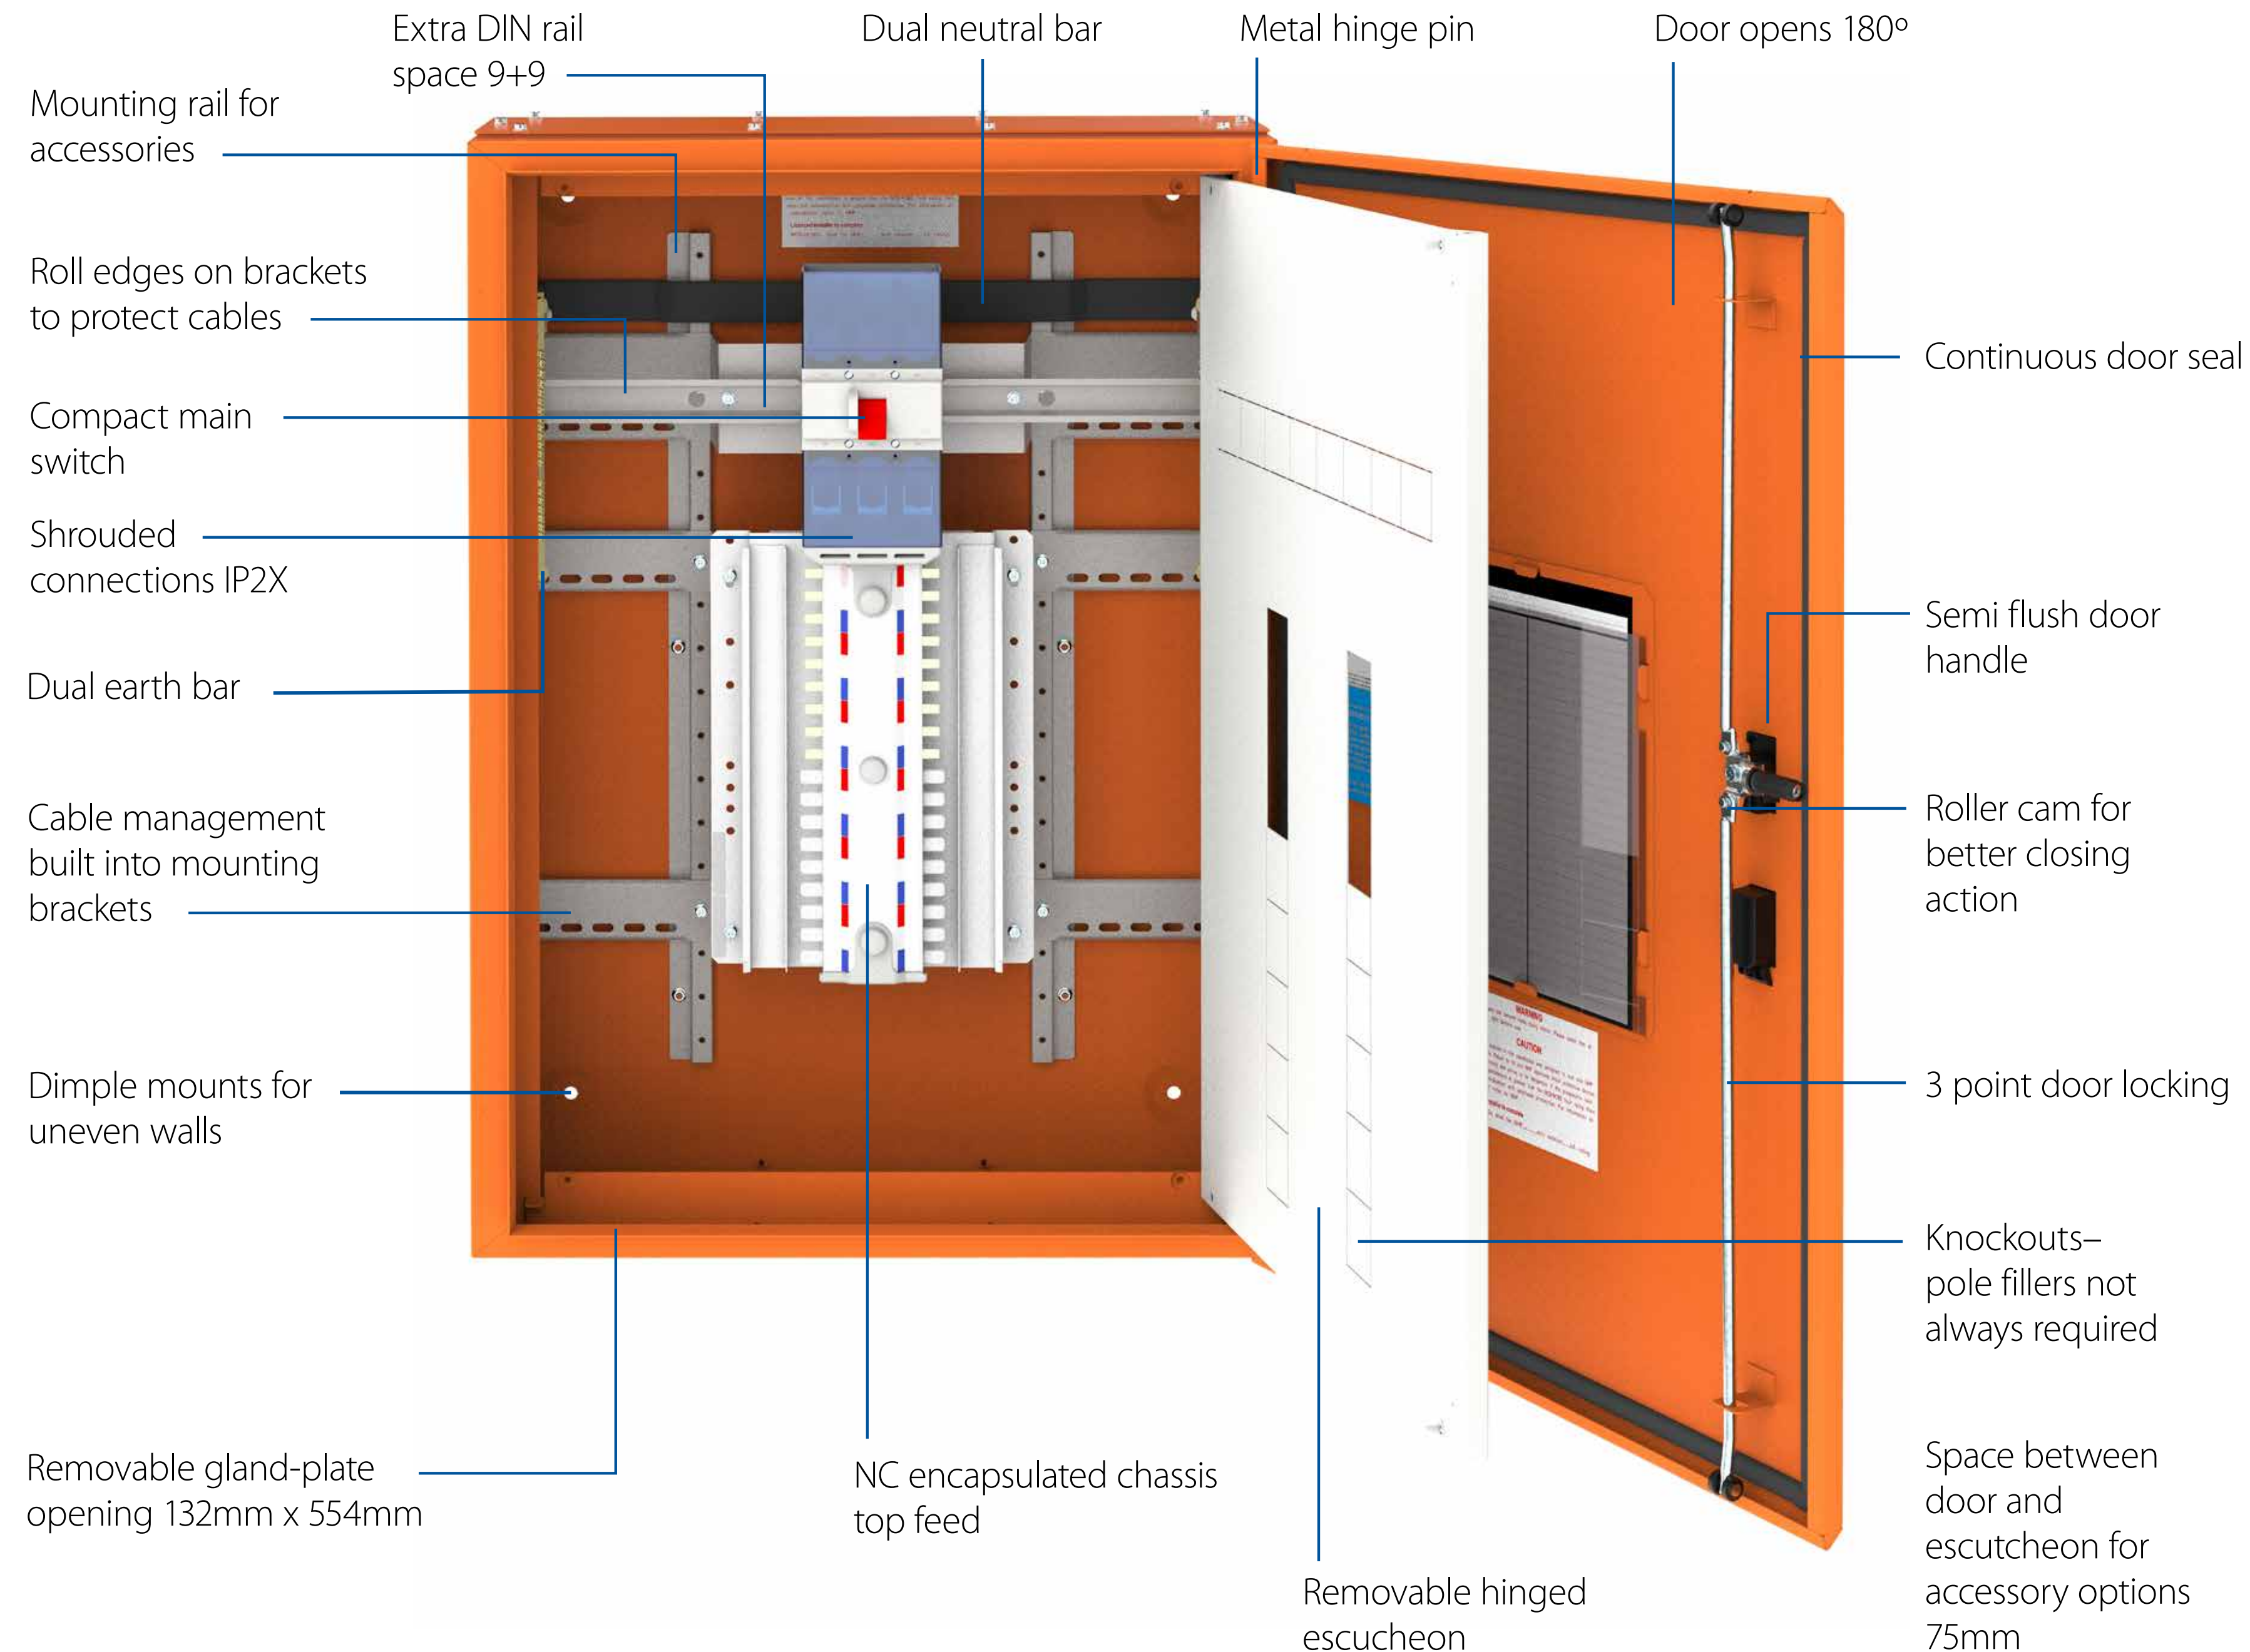 Extra DIN rail
space 9+9
Dual neutral bar
Metal hinge pin
Door opens 180º
Mounting rail for
accessories
Roll edges on brackets
to protect cables
Compact main
switch
Shrouded
connections IP2X
Dual earth bar
Cable management
built into mounting
brackets
Dimple mounts for
uneven walls
Removable gland-plate
opening 132mm x 554mm
NC encapsulated chassis
top feed
Removable hinged
escucheon
Continuous door seal
Semi flush door
handle
Roller cam for
better closing
action
3 point door locking
Knockouts–
pole fillers not
always required
Space between
door and
escutcheon for
accessory options
75mm
WARNING
CAUTION